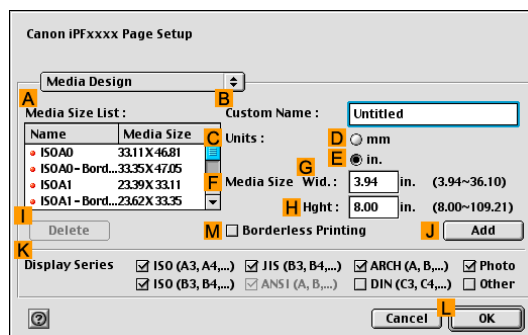 Canon iPFxxxx Page Setup
Media Design
A B
Media Size List : Custom Name : Untitled
Name Media Size C Units : D mm
ISOA0 33.11X46.81 E in.
ISOA0-Bord...33.35X47.05 G
ISOA1 23.39X33.11 F Media Size Wid.: 3.94 in. (3.94~36.10)
ISOA1-Bord...23.62X33.35 H Hght : 8.00 in. (8.00~109.21)
I
Delete M Borderless Printing J Add
K
Display Series ISO (A3, A4,...) JIS (B3, B4,...) ARCH (A, B,...) Photo
ISO (B3, B4,...) ANSI (A, B,...) DIN (C3, C4,...) Other
L
? Cancel OK